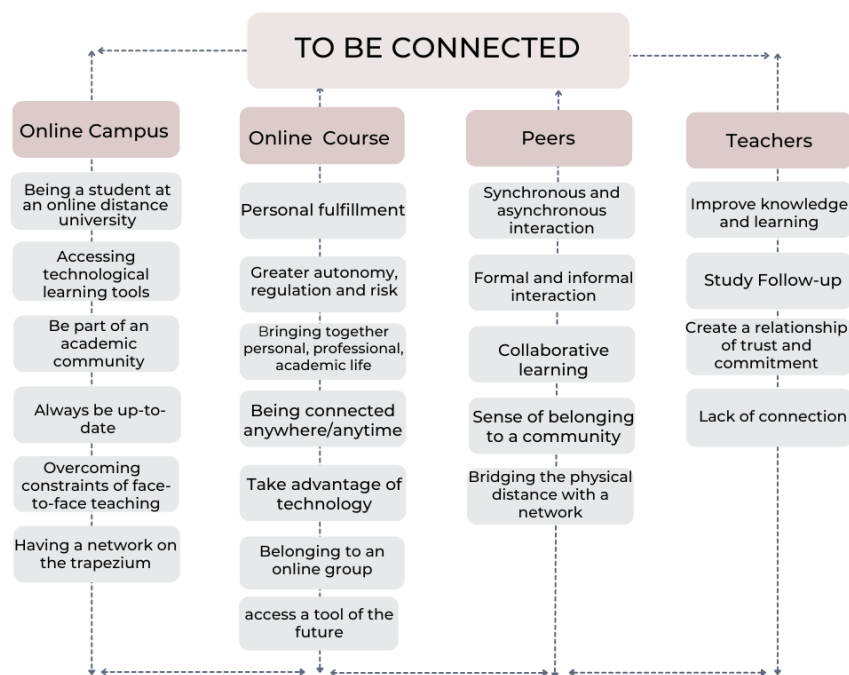 TO BE CONNECTED
Online Campus
Being a student at
an online distance
university
Accessing
technological
learning tools
Be part of an
academic
community
Always be up-to-
date
Overcoming
constraints of face-
to-face teaching
Having a network on
the trapezium
Online Course
Personal fulfillment
Greater autonomy,
regulation and risk
Bringing together
personal, professional,
academic life
Being connected
anywhere/anytime
Take advantage of
technology
Belonging to an
online group
access a tool of the
future
Peers
Synchronous and
asynchronous
interaction
Formal and informal
interaction
Collaborative
learning
Sense of belonging
to a community
Bridging the physical
distance with a
network
Teachers
Improve knowledge
and learning
Study Follow-up
Create a relationship
of trust and
commitment
Lack of connection